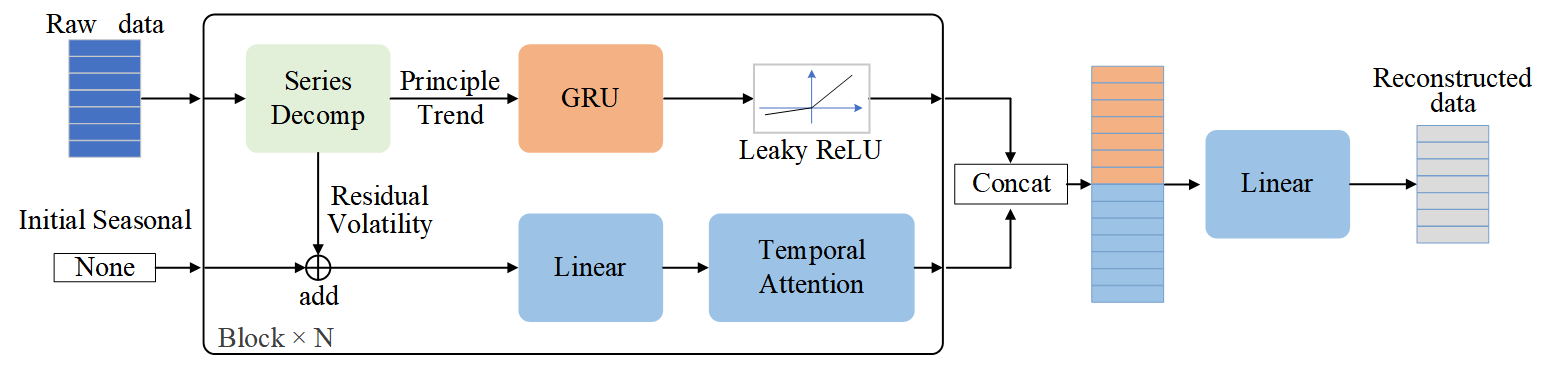 Raw data
Series
Decomp
Principle
Trend
GRU
Leaky ReLU
Residual
Volatility
Initial Seasonal
None
add
Linear
Temporal
Attention
Block × N
Concat
Linear
Reconstructed
data